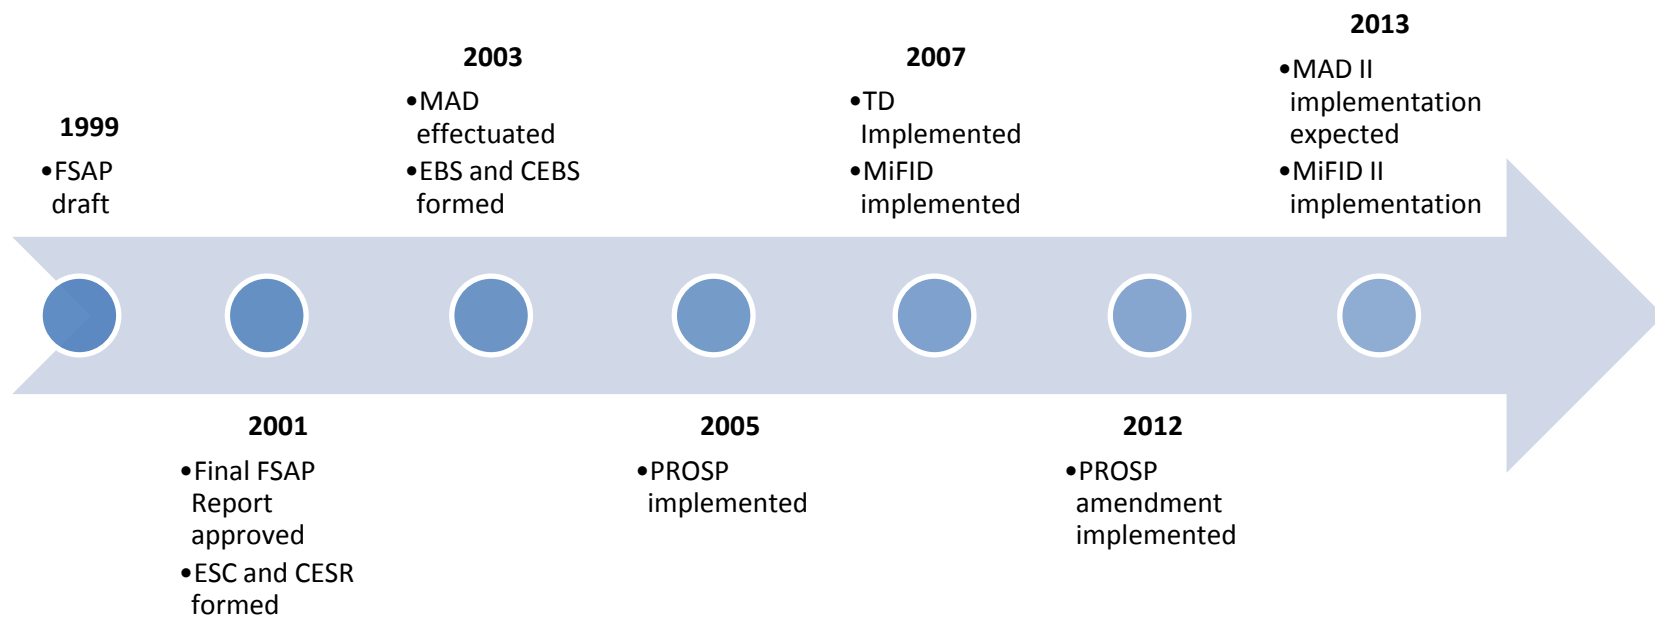 1999
•FSAP
draft
2001
•Final FSAP
Report
approved
•ESC and CESR
formed
2003
•MAD
effectuated
•EBS and CEBS
formed
2005
•PROSP
implemented
2007
•TD
Implemented
•MiFID
implemented
2012
•PROSP
amendment
implemented
2013
•MAD II
implementation
expected
•MiFID II
implementation